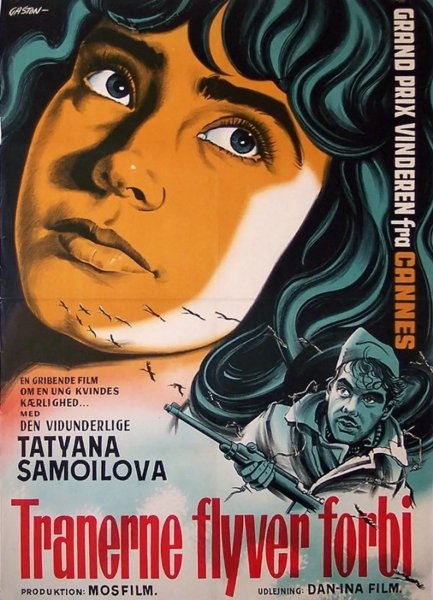 GASTON-
GRAND PRIX VINDEREN fra CANNES
EN GRIBENDE FILM
OM EN UNG KVINDES
KÆRLIGHED...
MED
DEN VIDUNDERLIGE
TATYANA
SAMOILOVA
Tranerne flyver forbi
PRODUKTION: MOSFILM.
UDLEJNING: DAN-INA FILM.